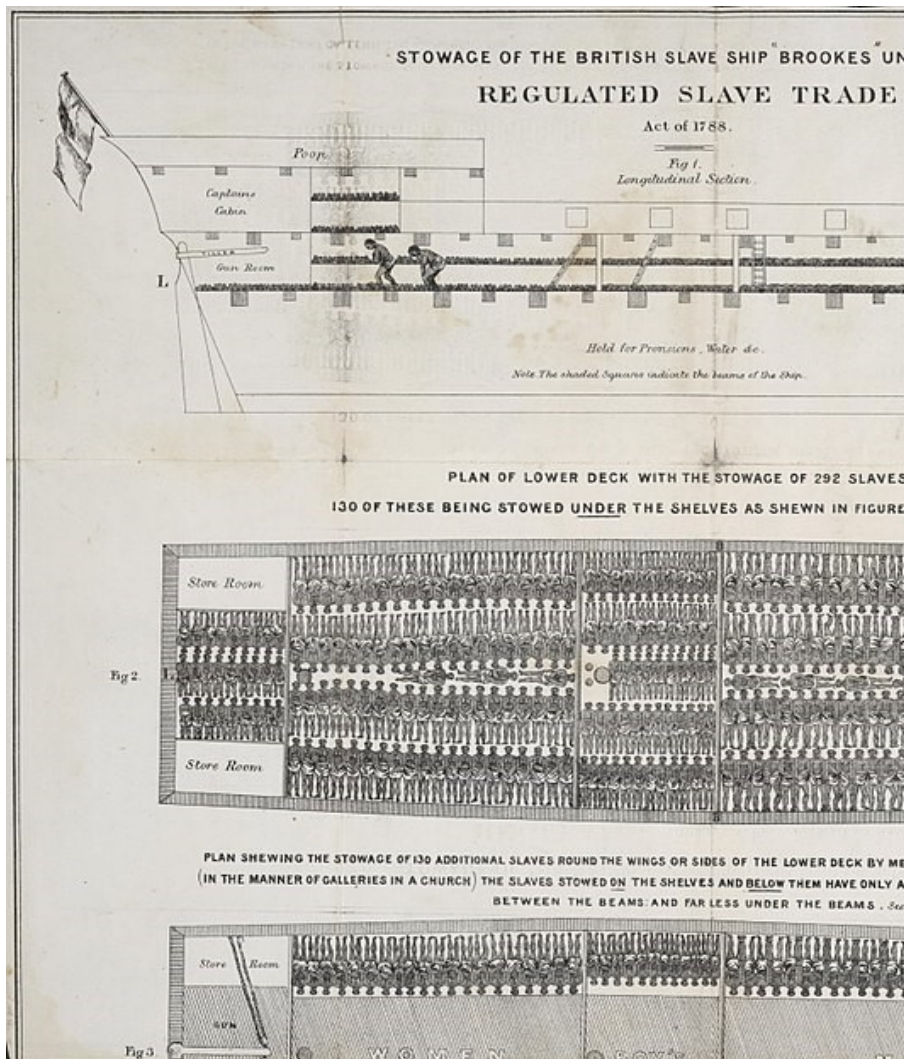 STOWAGE OF THE BRITISH SLAVE SHIP "BROOKES" UN
REGULATED SLAVE TRADE
Act of 1788.
Fig 1.
Longitudinal Section.
Poop
Captains
Cabin
TILLER
Gun Room
L
Hold for Provisions, Water &c.
Note The shaded Squares indicate the beams of the Ship.
PLAN OF LOWER DECK WITH THE STOWAGE OF 292 SLAVES
130 OF THESE BEING STOWED UNDER THE SHELVES AS SHEWN IN FIGURE
Store Room
Fig 2.
L
Store Room
PLAN SHEWING THE STOWAGE OF 130 ADDITIONAL SLAVES ROUND THE WINGS OR SIDES OF THE LOWER DECK BY ME
(IN THE MANNER OF GALLERIES IN A CHURCH) THE SLAVES STOWED ON THE SHELVES AND BELOW THEM HAVE ONLY A
BETWEEN THE BEAMS: AND FAR LESS UNDER THE BEAMS. See
Store Room
GUN
Fig 3
WOMEN
BOYS